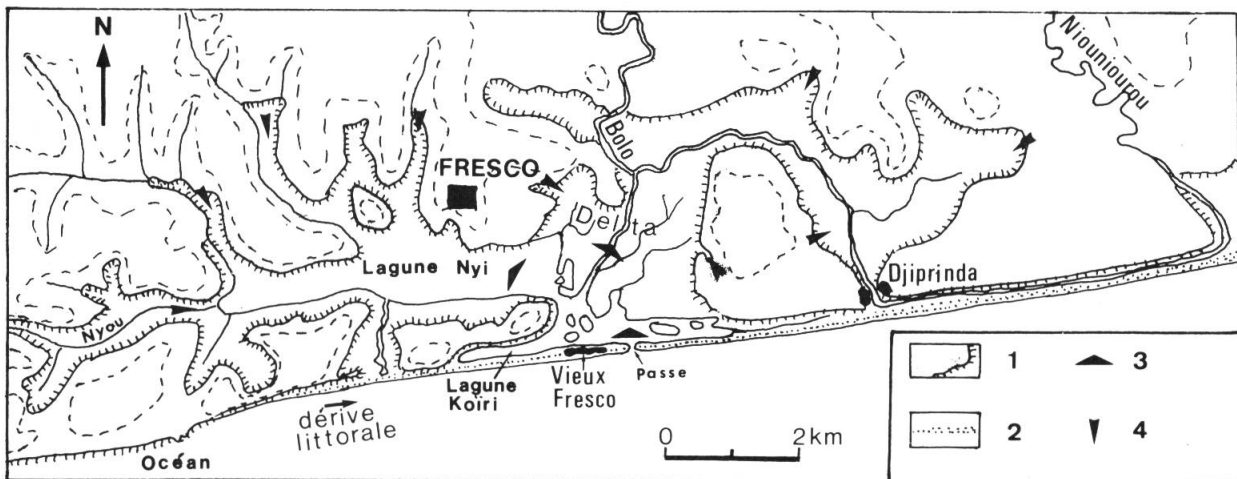 N
Niouniourou
Bolo
FRESCO
Delta
Lagune Nyi
Djiprinda
Nyou
Lagune
Koïri
Vieux
Fresco
Passe
dérive
littorale
Océan
0 2km
1 3
2 4